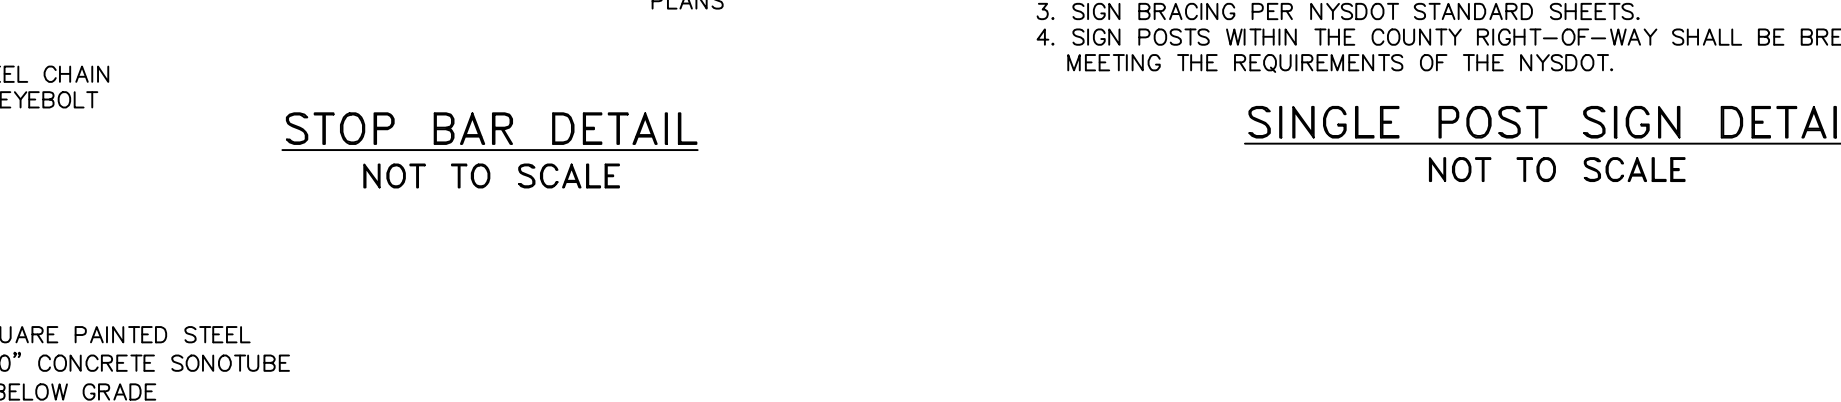 PLANS
EEL CHAIN
EYEBOLT
STOP BAR DETAIL
NOT TO SCALE
3. SIGN BRACING PER NYSDOT STANDARD SHEETS.
4. SIGN POSTS WITHIN THE COUNTY RIGHT-OF-WAY SHALL BE BRE
MEETING THE REQUIREMENTS OF THE NYSDOT.
SINGLE POST SIGN DETAI
NOT TO SCALE
UARE PAINTED STEEL
0" CONCRETE SONOTUBE
BELOW GRADE